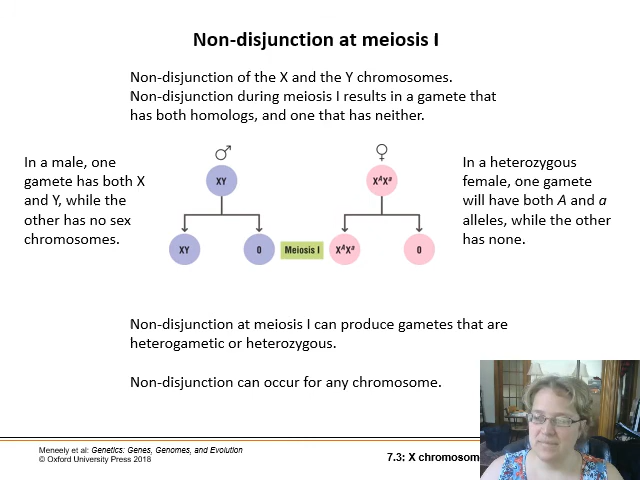 Non-disjunction at meiosis I
Non-disjunction of the X and the Y chromosomes.
Non-disjunction during meiosis I results in a gamete that
has both homologs, and one that has neither.
In a male, one
gamete has both X
and Y, while the
other has no sex
chromosomes.
♂
XY
XY
0
Meiosis I
♀
XᴬXᵃ
XᴬXᵃ
0
In a heterozygous
female, one gamete
will have both A and a
alleles, while the other
has none.
Non-disjunction at meiosis I can produce gametes that are
heterogametic or heterozygous.
Non-disjunction can occur for any chromosome.
Meneely et al: Genetics: Genes, Genomes, and Evolution
© Oxford University Press 2018
7.3: X chromosom